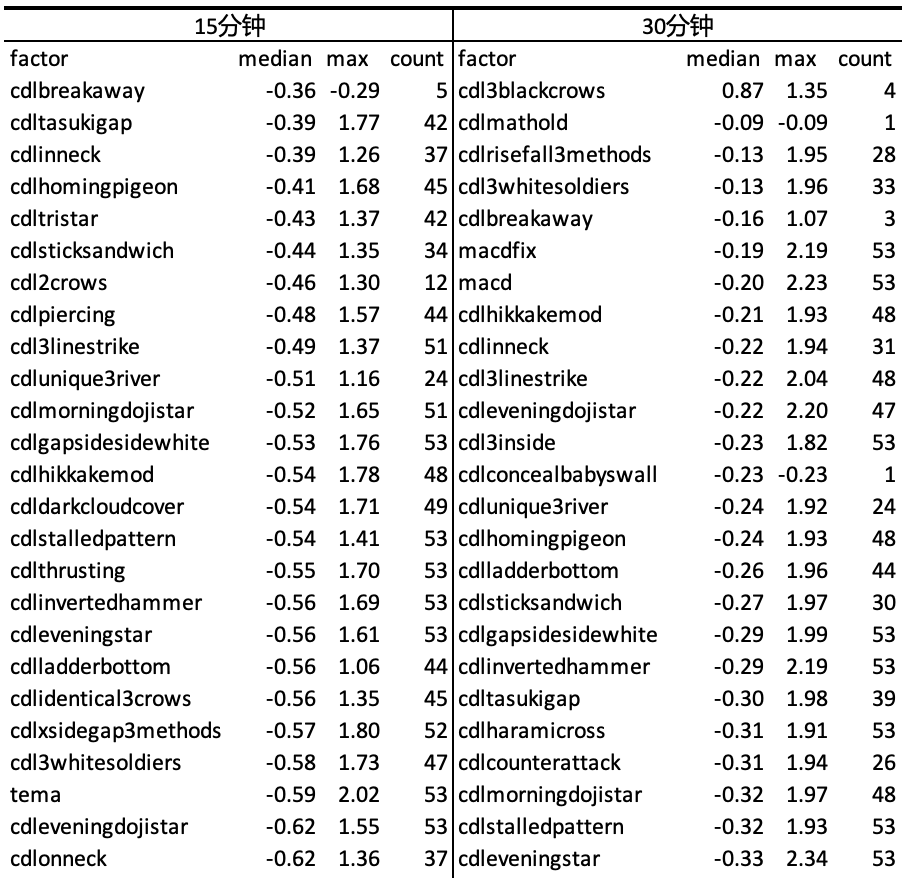 15分钟 30分钟
factor median max count factor median max count
cdlbreakaway -0.36 -0.29 5 cdl3blackcrows 0.87 1.35 4
cdltasukigap -0.39 1.77 42 cdlmathold -0.09 -0.09 1
cdlinneck -0.39 1.26 37 cdlrisefall3methods -0.13 1.95 28
cdlhomingpigeon -0.41 1.68 45 cdl3whitesoldiers -0.13 1.96 33
cdltristar -0.43 1.37 42 cdlbreakaway -0.16 1.07 3
cdlsticksandwich -0.44 1.35 34 macdfix -0.19 2.19 53
cdl2crows -0.46 1.30 12 macd -0.20 2.23 53
cdlpiercing -0.48 1.57 44 cdlhikkakemod -0.21 1.93 48
cdl3linestrike -0.49 1.37 51 cdlinneck -0.22 1.94 31
cdlunique3river -0.51 1.16 24 cdl3linestrike -0.22 2.04 48
cdlmorningdojistar -0.52 1.65 51 cdleveningdojistar -0.22 2.20 47
cdlgapsidesidewhite -0.53 1.76 53 cdl3inside -0.23 1.82 53
cdlhikkakemod -0.54 1.78 48 cdlconcealbabyswall -0.23 -0.23 1
cdldarkcloudcover -0.54 1.71 49 cdlunique3river -0.24 1.92 24
cdlstalledpattern -0.54 1.41 53 cdlhomingpigeon -0.24 1.93 48
cdlthrusting -0.55 1.70 53 cdlladderbottom -0.26 1.96 44
cdlinvertedhammer -0.56 1.69 53 cdlsticksandwich -0.27 1.97 30
cdleveningstar -0.56 1.61 53 cdlgapsidesidewhite -0.29 1.99 53
cdlladderbottom -0.56 1.06 44 cdlinvertedhammer -0.29 2.19 53
cdlidentical3crows -0.56 1.35 45 cdltasukigap -0.30 1.98 39
cdlxsidegap3methods -0.57 1.80 52 cdlharamicross -0.31 1.91 53
cdl3whitesoldiers -0.58 1.73 47 cdlcounterattack -0.31 1.94 26
tema -0.59 2.02 53 cdlmorningdojistar -0.32 1.97 48
cdleveningdojistar -0.62 1.55 53 cdlstalledpattern -0.32 1.93 53
cdlonneck -0.62 1.36 37 cdleveningstar -0.33 2.34 53